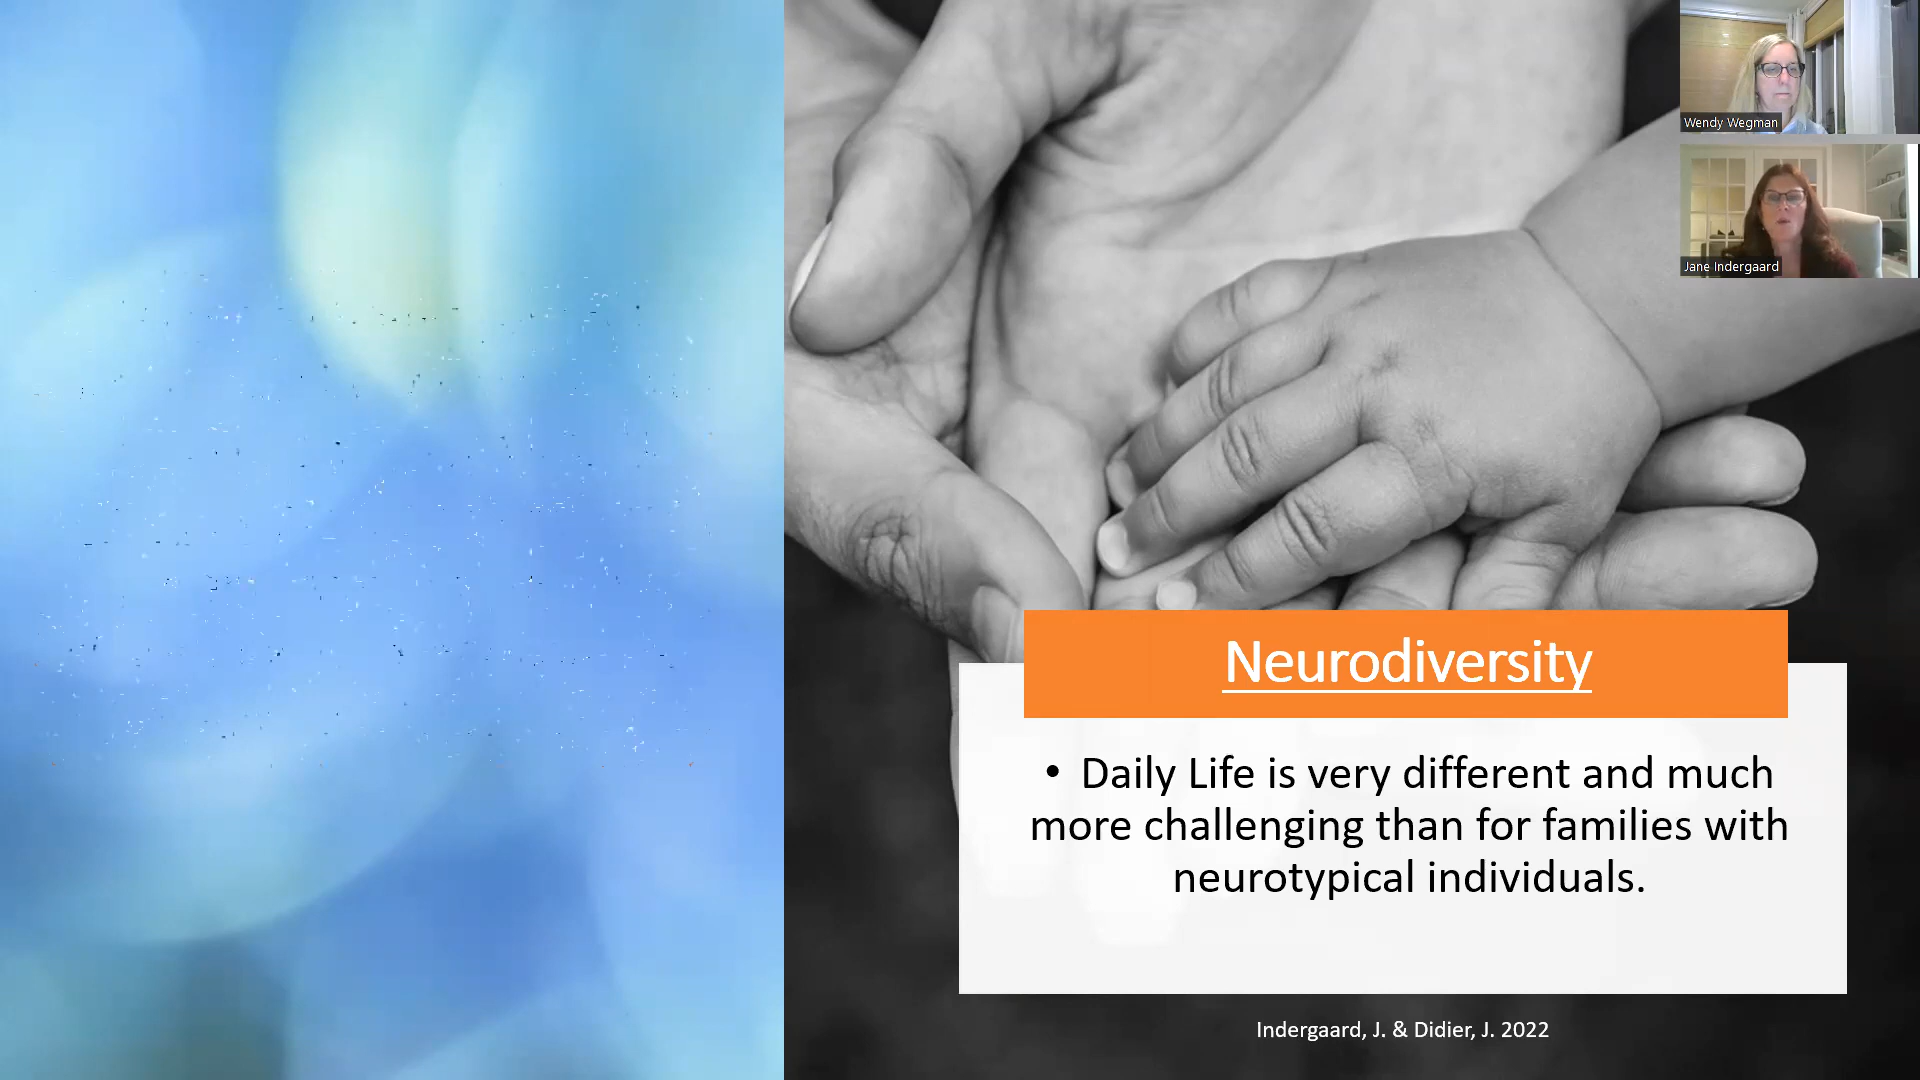 Wendy Wegman
Jane Indergaard
Neurodiversity
• Daily Life is very different and much
more challenging than for families with
neurotypical individuals.
Indergaard, J. & Didier, J. 2022